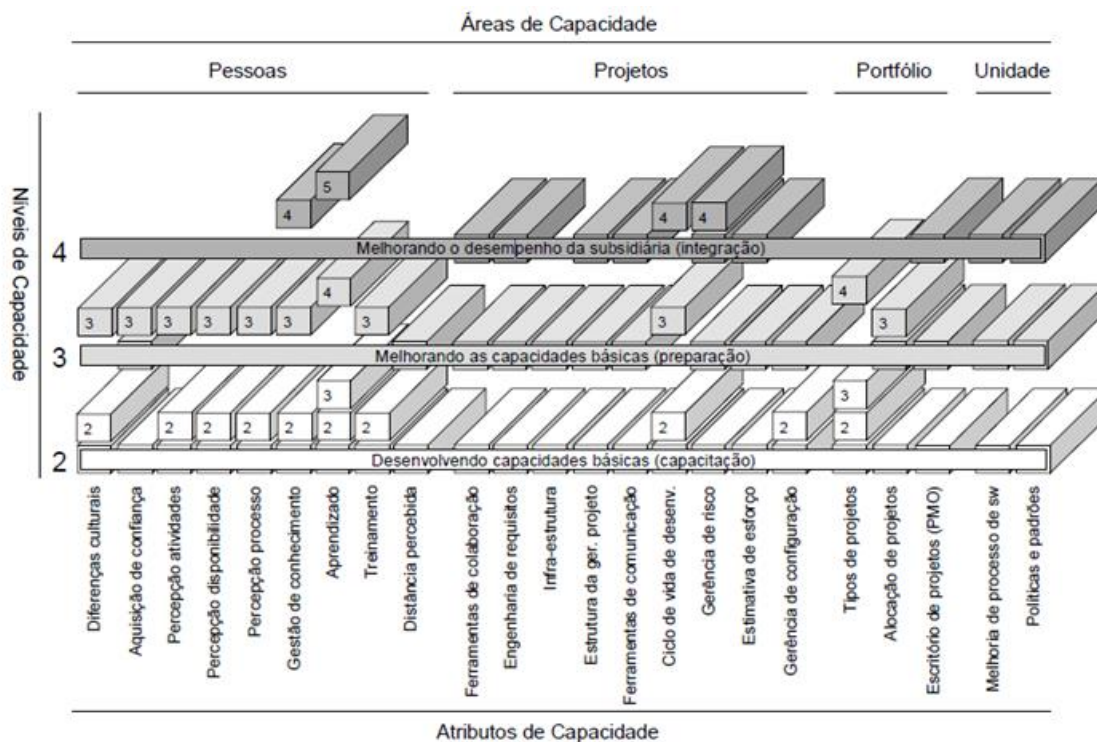 Áreas de Capacidade
Pessoas
Projetos
Portfólio
Unidade
Níveis de Capacidade
4
5
4
4
4
Melhorando o desempenho da subsidiária (integração)
3
3
3
3
3
3
4
3
3
4
3
3
Melhorando as capacidades básicas (preparação)
2
2
2
2
2
3
2
2
2
2
3
2
2
Desenvolvendo capacidades básicas (capacitação)
Diferenças culturais
Aquisição de confiança
Percepção atividades
Percepção disponibilidade
Percepção processo
Gestão de conhecimento
Aprendizado
Treinamento
Distância percebida
Ferramentas de colaboração
Engenharia de requisitos
Infra-estrutura
Estrutura da ger. projeto
Ferramentas de comunicação
Ciclo de vida de desenv.
Gerência de risco
Estimativa de esforço
Gerência de configuração
Tipos de projetos
Alocação de projetos
Escritório de projetos (PMO)
Melhoria de processo de sw
Políticas e padrões
Atributos de Capacidade